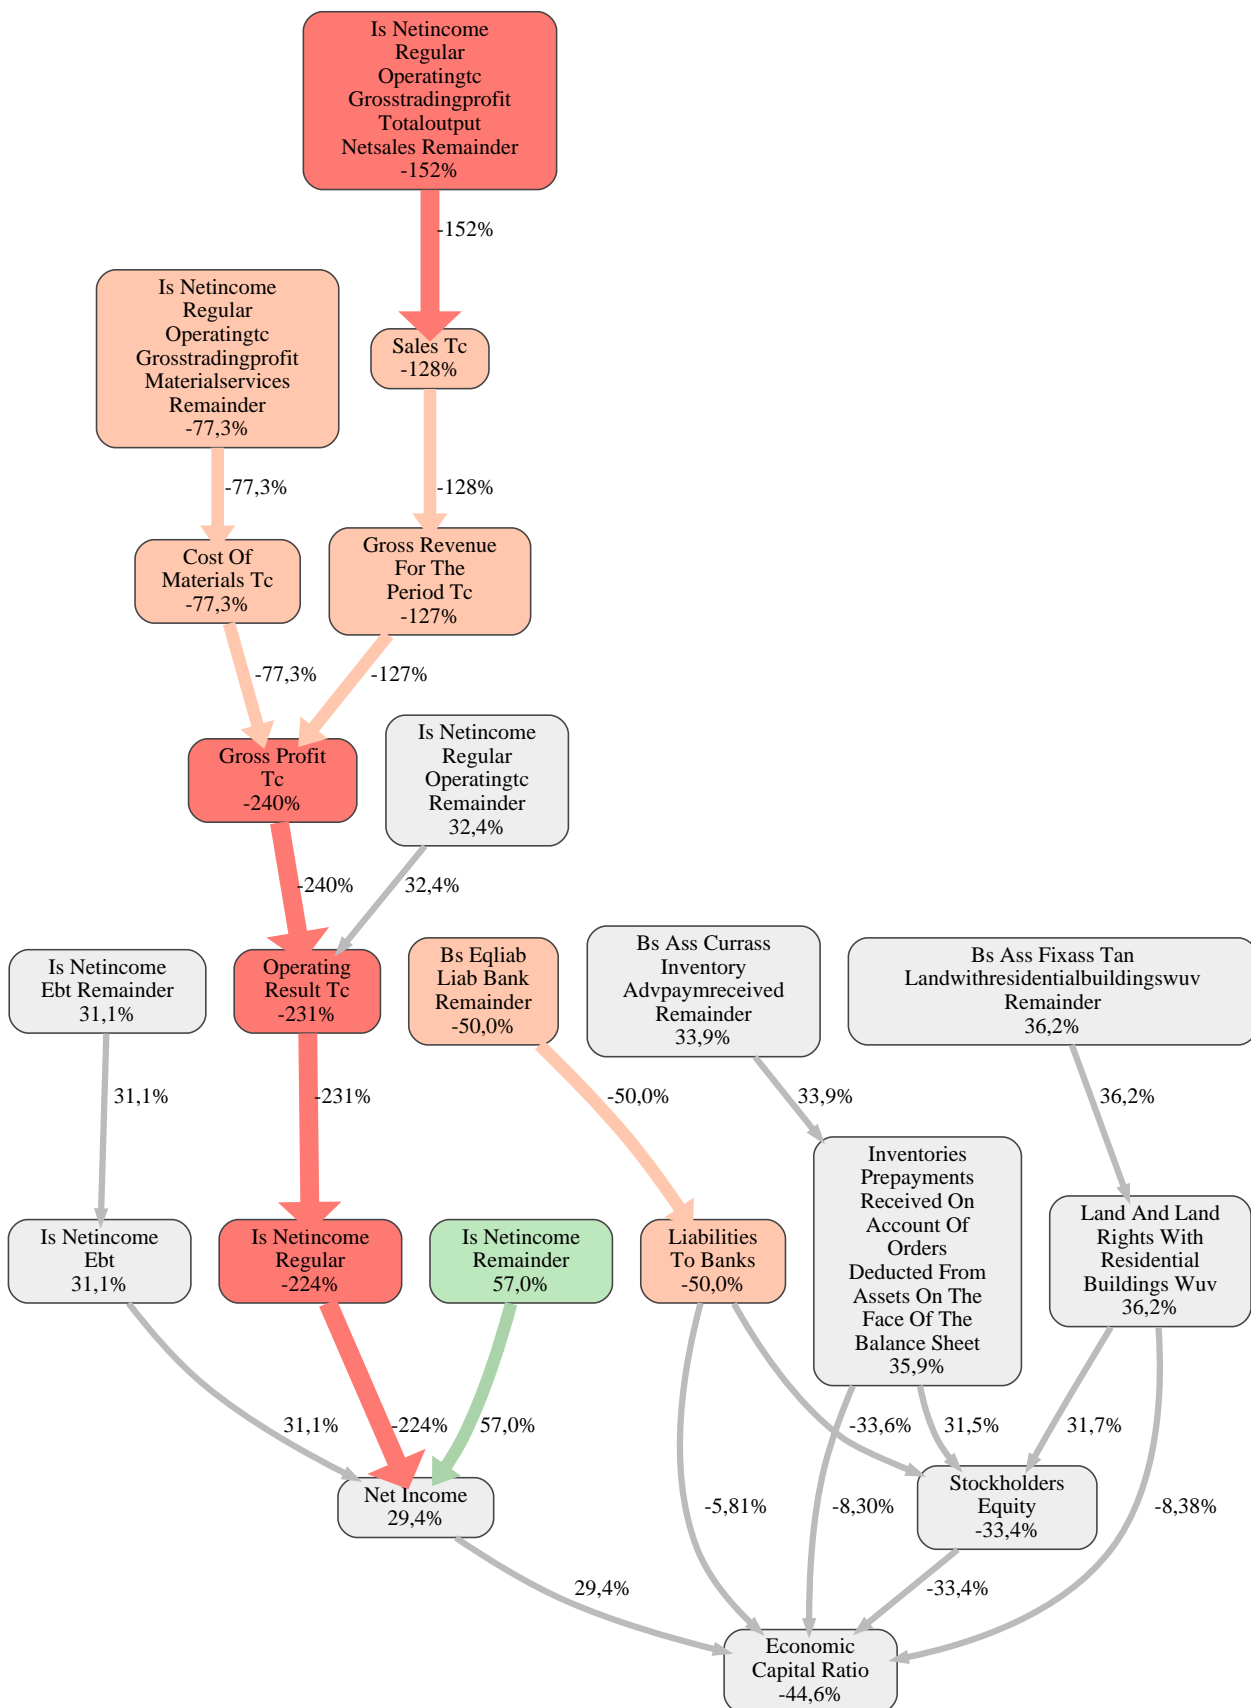 Is Netincome
Regular
Operatingtc
Grosstradingprofit
Totaloutput
Netsales Remainder
-152%
-152%
Is Netincome
Regular
Operatingtc
Grosstradingprofit
Materialservices
Remainder
-77,3%
Sales Tc
-128%
-77,3%
-128%
Cost Of
Materials Tc
-77,3%
Gross Revenue
For The
Period Tc
-127%
-77,3%
-127%
Gross Profit
Tc
-240%
Is Netincome
Regular
Operatingtc
Remainder
32,4%
-240%
32,4%
Is Netincome
Ebt Remainder
31,1%
Operating
Result Tc
-231%
Bs Eqliab
Liab Bank
Remainder
-50,0%
Bs Ass Currass
Inventory
Advpaymreceived
Remainder
33,9%
Bs Ass Fixass Tan
Landwithresidentialbuildingswuv
Remainder
36,2%
31,1%
-231%
-50,0%
33,9%
36,2%
Is Netincome
Ebt
31,1%
Is Netincome
Regular
-224%
Is Netincome
Remainder
57,0%
Liabilities
To Banks
-50,0%
Inventories
Prepayments
Received On
Account Of
Orders
Deducted From
Assets On The
Face Of The
Balance Sheet
35,9%
Land And Land
Rights With
Residential
Buildings Wuv
36,2%
31,1%
-224%
57,0%
-33,6%
31,5%
31,7%
Net Income
29,4%
-5,81%
-8,30%
Stockholders
Equity
-33,4%
-8,38%
29,4%
-33,4%
Economic
Capital Ratio
-44,6%